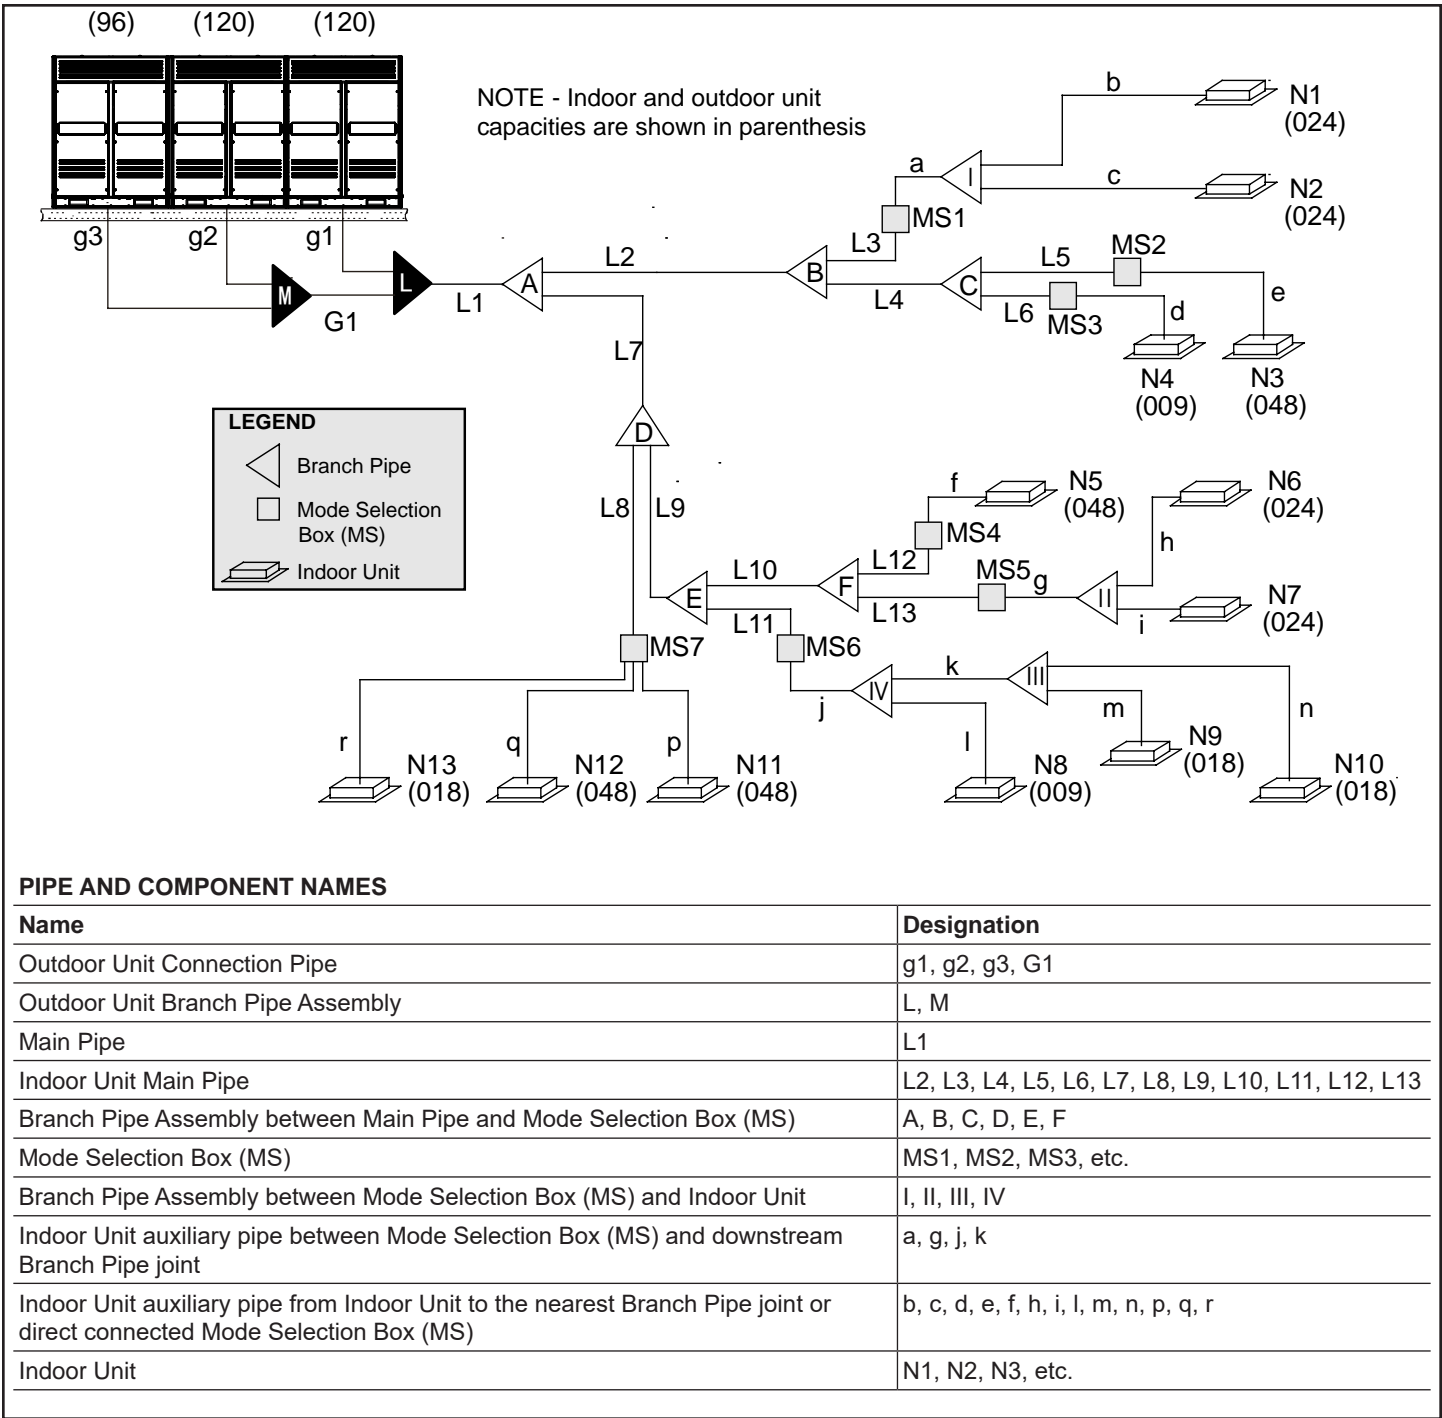 (96) (120) (120)
NOTE - Indoor and outdoor unit
capacities are shown in parenthesis
b
N1
(024)
a
I
c
N2
(024)
MS1
g3 g2 g1
L3
MS2
L2
B
L5
A
C
L
M
L1
L4
L6
MS3
d
e
G1
L7
N4
(009)
N3
(048)
LEGEND
Branch Pipe
Mode Selection
Box (MS)
Indoor Unit
D
L8 L9
f
N5
(048)
N6
(024)
MS4
h
L12
L10
F
MS5
g
E
II
N7
(024)
L13
L11
i
MS7
MS6
k
III
IV
j
m
n
r
q
p
l
N13
(018)
N12
(048)
N11
(048)
N8
(009)
N9
(018)
N10
(018)
PIPE AND COMPONENT NAMES
Name Designation
Outdoor Unit Connection Pipe g1, g2, g3, G1
Outdoor Unit Branch Pipe Assembly L, M
Main Pipe L1
Indoor Unit Main Pipe L2, L3, L4, L5, L6, L7, L8, L9, L10, L11, L12, L13
Branch Pipe Assembly between Main Pipe and Mode Selection Box (MS) A, B, C, D, E, F
Mode Selection Box (MS) MS1, MS2, MS3, etc.
Branch Pipe Assembly between Mode Selection Box (MS) and Indoor Unit I, II, III, IV
Indoor Unit auxiliary pipe between Mode Selection Box (MS) and downstream a, g, j, k
Branch Pipe joint
Indoor Unit auxiliary pipe from Indoor Unit to the nearest Branch Pipe joint or b, c, d, e, f, h, i, l, m, n, p, q, r
direct connected Mode Selection Box (MS)
Indoor Unit N1, N2, N3, etc.